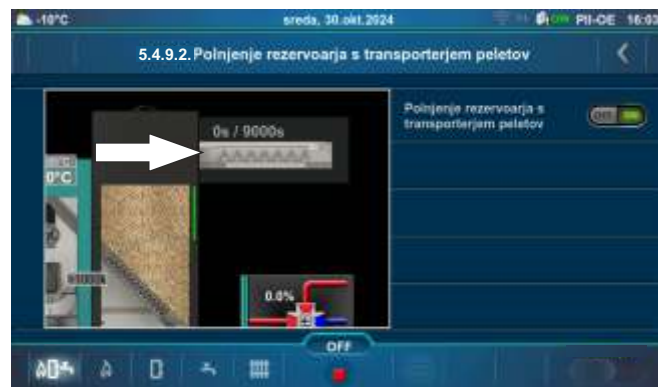 -10°C sreda, 30.okt.2024 PII-OE 16:03
5.4.9.2. Polnjenje rezervoarja s transporterjem peletov
0s / 9000s
Polnjenje rezervoarja s
transporterjem peletov
0°C
0.0%
OFF